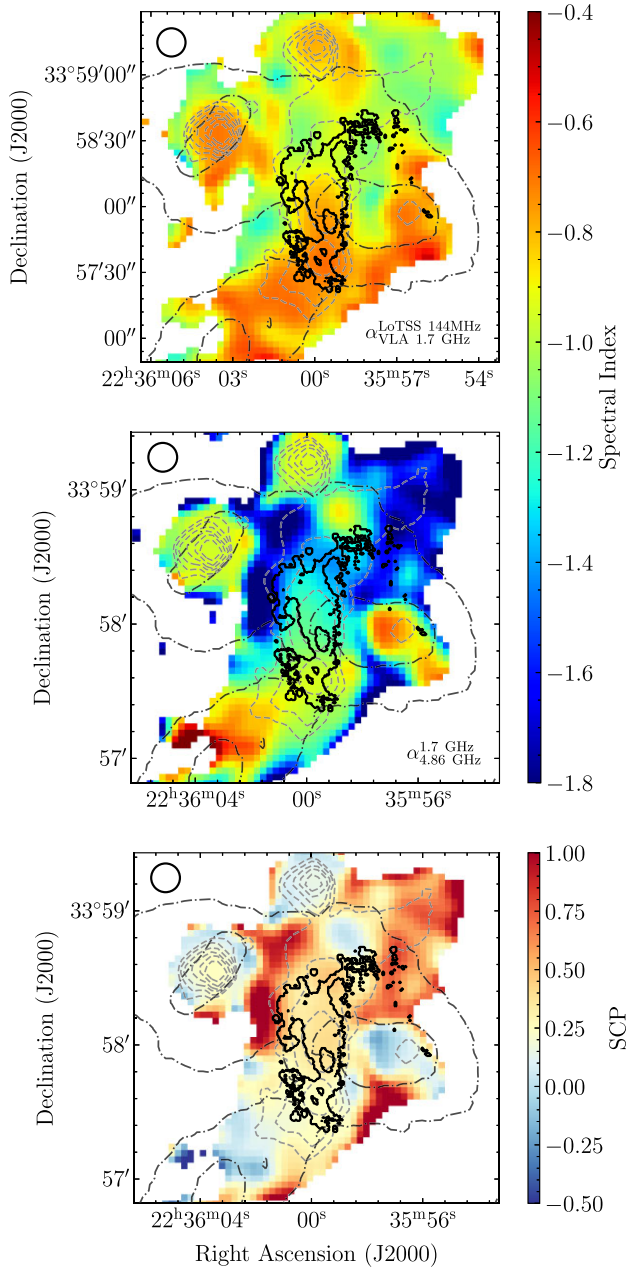 33°59′00″
58′30″
00″
57′30″
00″
Declination (J2000)
α LoTSS 144MHz VLA 1.7 GHz
22ʰ36ᵐ06ˢ 03ˢ 00ˢ 35ᵐ57ˢ 54ˢ
33°59′
58′
57′
Declination (J2000)
α 1.7 GHz 4.86 GHz
22ʰ36ᵐ04ˢ 00ˢ 35ᵐ56ˢ
−0.4
−0.6
−0.8
−1.0
−1.2
−1.4
−1.6
−1.8
Spectral Index
33°59′
58′
57′
Declination (J2000)
22ʰ36ᵐ04ˢ 00ˢ 35ᵐ56ˢ
Right Ascension (J2000)
1.00
0.75
0.50
0.25
0.00
−0.25
−0.50
SCP